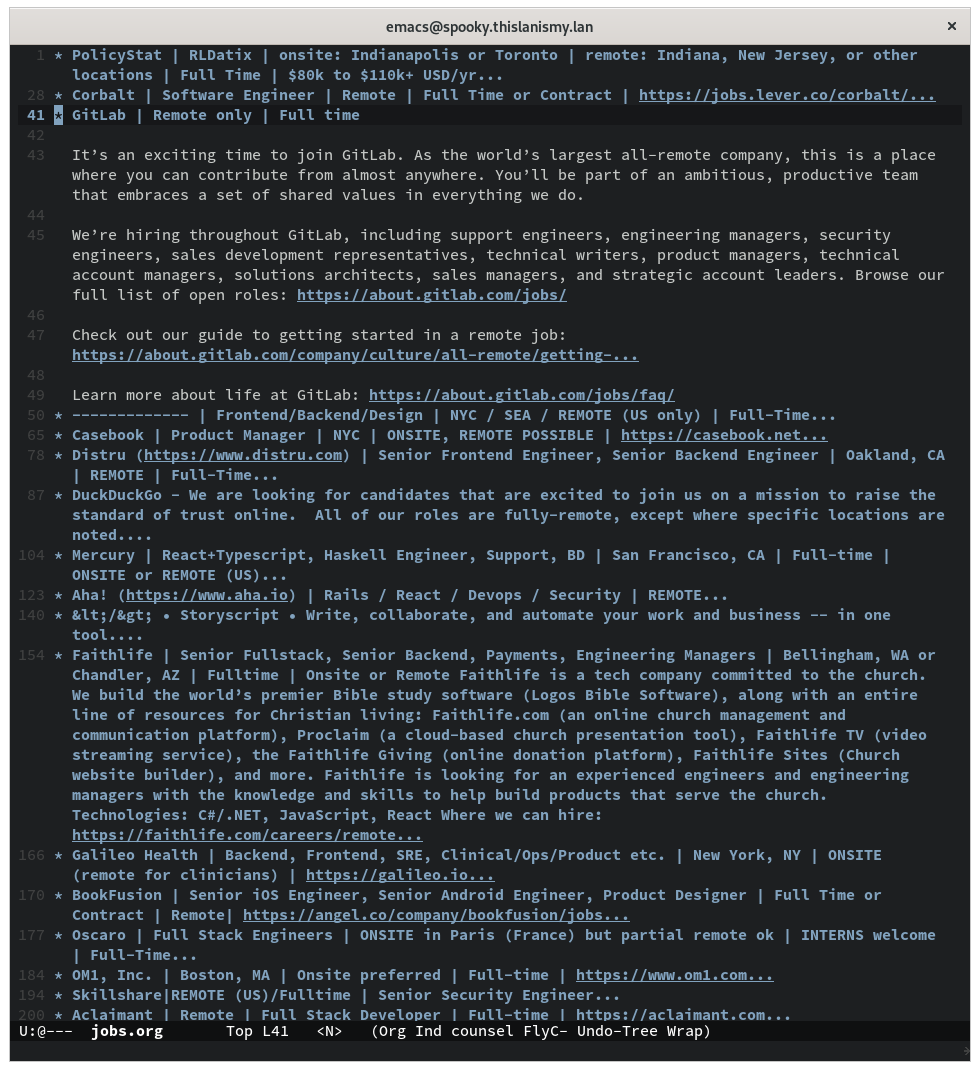 emacs@spooky.thislanismy.lan ×
1 * PolicyStat | RLDatix | onsite: Indianapolis or Toronto | remote: Indiana, New Jersey, or other
locations | Full Time | $80k to $110k+ USD/yr...
28 * Corbalt | Software Engineer | Remote | Full Time or Contract | https://jobs.lever.co/corbalt/...
41 * GitLab | Remote only | Full time
42
43 It’s an exciting time to join GitLab. As the world’s largest all-remote company, this is a place
where you can contribute from almost anywhere. You’ll be part of an ambitious, productive team
that embraces a set of shared values in everything we do.
44
45 We’re hiring throughout GitLab, including support engineers, engineering managers, security
engineers, sales development representatives, technical writers, product managers, technical
account managers, solutions architects, sales managers, and strategic account leaders. Browse our
full list of open roles: https://about.gitlab.com/jobs/
46
47 Check out our guide to getting started in a remote job:
https://about.gitlab.com/company/culture/all-remote/getting-...
48
49 Learn more about life at GitLab: https://about.gitlab.com/jobs/faq/
50 * ------------- | Frontend/Backend/Design | NYC / SEA / REMOTE (US only) | Full-Time...
65 * Casebook | Product Manager | NYC | ONSITE, REMOTE POSSIBLE | https://casebook.net...
78 * Distru (https://www.distru.com) | Senior Frontend Engineer, Senior Backend Engineer | Oakland, CA
| REMOTE | Full-Time...
87 * DuckDuckGo - We are looking for candidates that are excited to join us on a mission to raise the
standard of trust online.  All of our roles are fully-remote, except where specific locations are
noted....
104 * Mercury | React+Typescript, Haskell Engineer, Support, BD | San Francisco, CA | Full-time |
ONSITE or REMOTE (US)...
123 * Aha! (https://www.aha.io) | Rails / React / Devops / Security | REMOTE...
140 * &lt;/&gt; • Storyscript • Write, collaborate, and automate your work and business -- in one
tool....
154 * Faithlife | Senior Fullstack, Senior Backend, Payments, Engineering Managers | Bellingham, WA or
Chandler, AZ | Fulltime | Onsite or Remote Faithlife is a tech company committed to the church.
We build the world’s premier Bible study software (Logos Bible Software), along with an entire
line of resources for Christian living: Faithlife.com (an online church management and
communication platform), Proclaim (a cloud-based church presentation tool), Faithlife TV (video
streaming service), the Faithlife Giving (online donation platform), Faithlife Sites (Church
website builder), and more. Faithlife is looking for an experienced engineers and engineering
managers with the knowledge and skills to help build products that serve the church.
Technologies: C#/.NET, JavaScript, React Where we can hire:
https://faithlife.com/careers/remote...
166 * Galileo Health | Backend, Frontend, SRE, Clinical/Ops/Product etc. | New York, NY | ONSITE
(remote for clinicians) | https://galileo.io...
170 * BookFusion | Senior iOS Engineer, Senior Android Engineer, Product Designer | Full Time or
Contract | Remote| https://angel.co/company/bookfusion/jobs...
177 * Oscaro | Full Stack Engineers | ONSITE in Paris (France) but partial remote ok | INTERNS welcome
| Full-Time...
184 * OM1, Inc. | Boston, MA | Onsite preferred | Full-time | https://www.om1.com...
194 * Skillshare|REMOTE (US)/Fulltime | Senior Security Engineer...
200 * Aclaimant | Remote | Full Stack Developer | Full-time | https://aclaimant.com...
U:@--- jobs.org Top L41 <N> (Org Ind counsel FlyC- Undo-Tree Wrap)